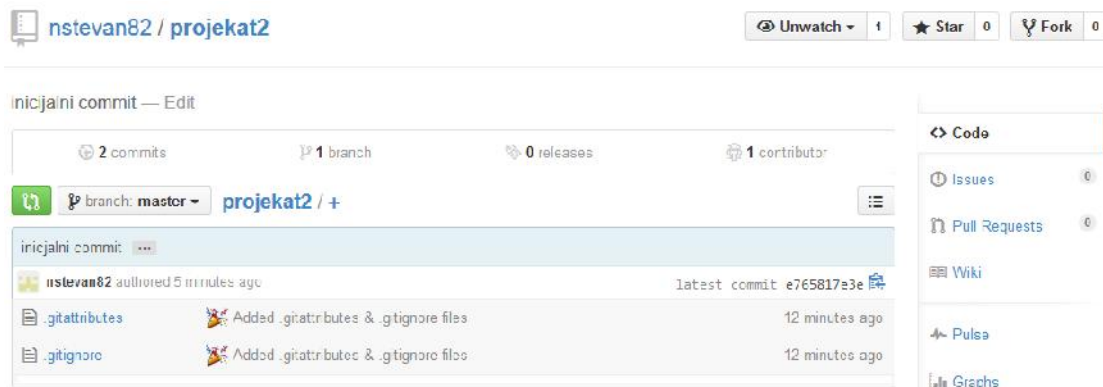 nstevan82 / projekat2
Unwatch 1 Star 0 Fork 0
inicijalni commit — Edit
2 commits 1 branch 0 releases 1 contributor
branch: master projekat2 / +
inicjalni commit ...
nstevan82 authored 5 minutes ago
latest commit e765817e3e
.gitattributes Added .gitattributes & .gitignore files 12 minutes ago
.gitignore Added .gitattributes & .gitignore files 12 minutes ago
Code
Issues 0
Pull Requests 0
Wiki
Pulse
Graphs